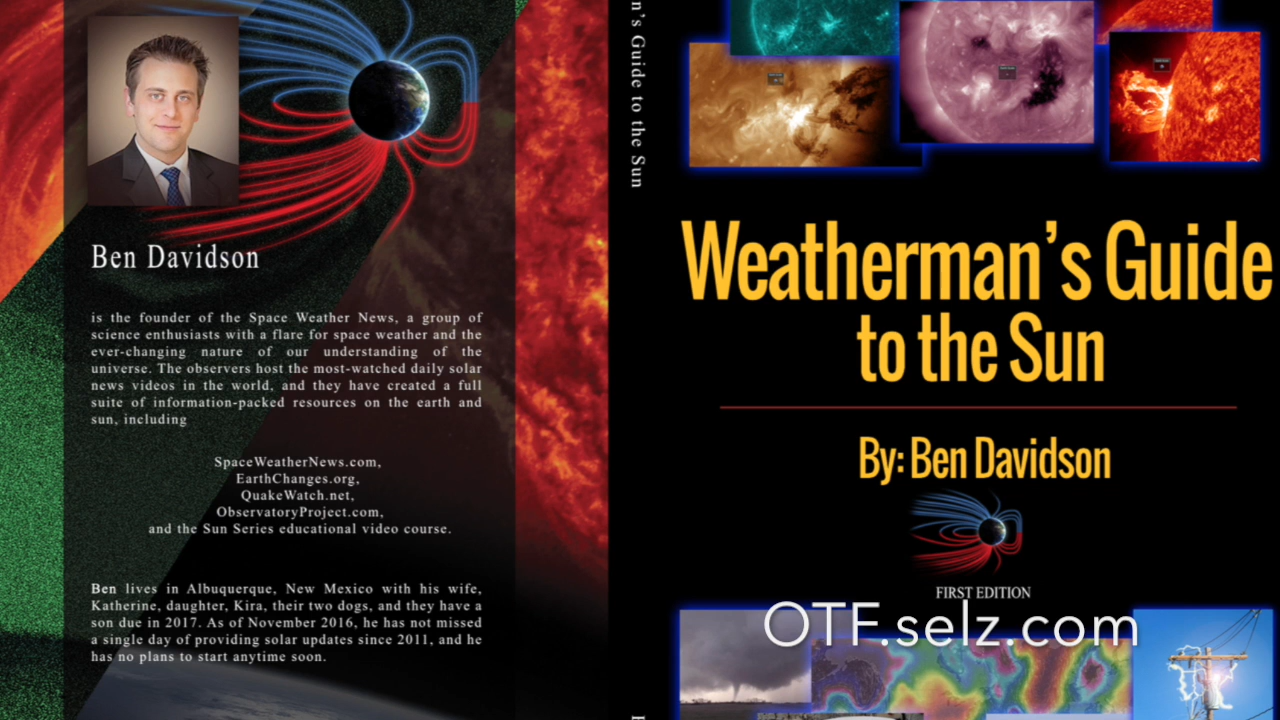 Ben Davidson
is the founder of the Space Weather News, a group of
science enthusiasts with a flare for space weather and the
ever-changing nature of our understanding of the
universe. The observers host the most-watched daily solar
news videos in the world, and they have created a full
suite of information-packed resources on the earth and
sun, including
SpaceWeatherNews.com,
EarthChanges.org,
QuakeWatch.net,
ObservatoryProject.com,
and the Sun Series educational video course.
Ben lives in Albuquerque, New Mexico with his wife,
Katherine, daughter, Kira, their two dogs, and they have a
son due in 2017. As of November 2016, he has not missed
a single day of providing solar updates since 2011, and he
has no plans to start anytime soon.
n's Guide to the Sun
Weatherman's Guide
to the Sun
By: Ben Davidson
FIRST EDITION
OTF.selz.com